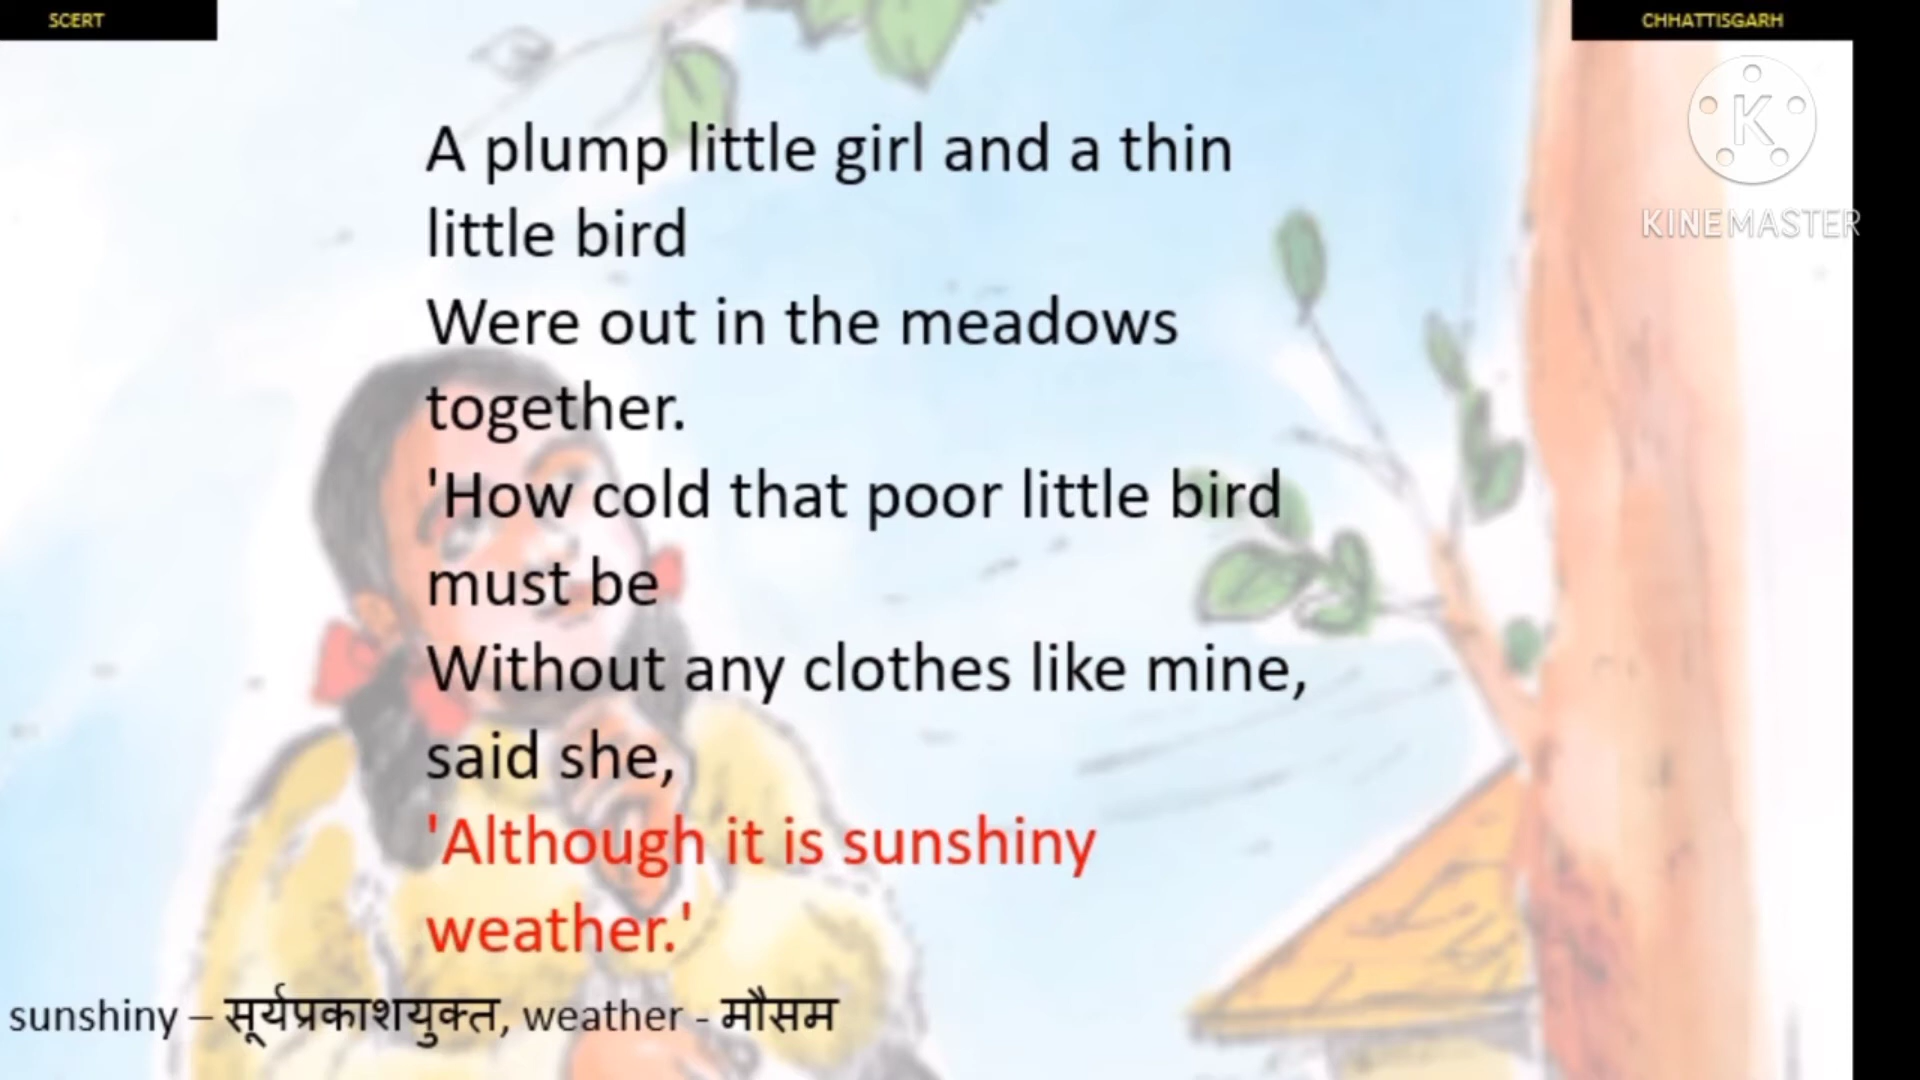 SCERT
CHHATTISGARH
KINEMASTER
A plump little girl and a thin
little bird
Were out in the meadows
together.
'How cold that poor little bird
must be
Without any clothes like mine,
said she,
'Although it is sunshiny
weather.'
sunshiny – सूर्यप्रकाशयुक्त, weather - मौसम